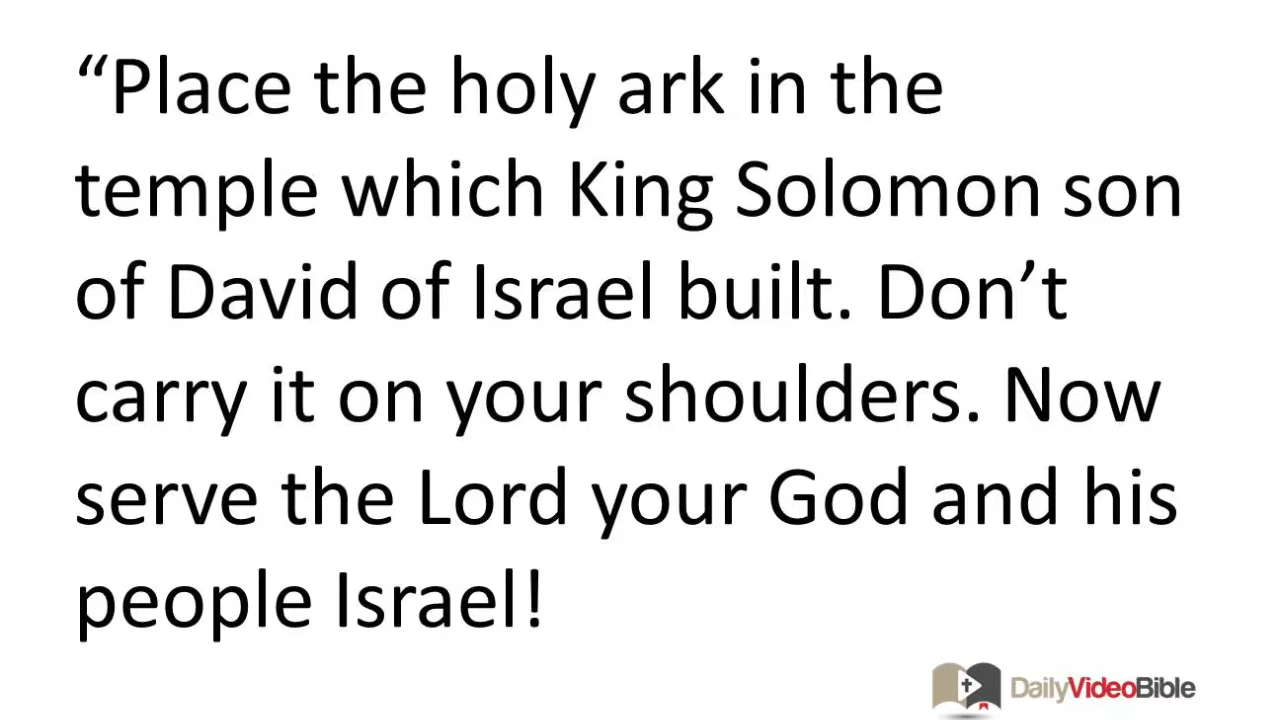 “Place the holy ark in the
temple which King Solomon son
of David of Israel built. Don’t
carry it on your shoulders. Now
serve the Lord your God and his
people Israel!
DailyVideoBible